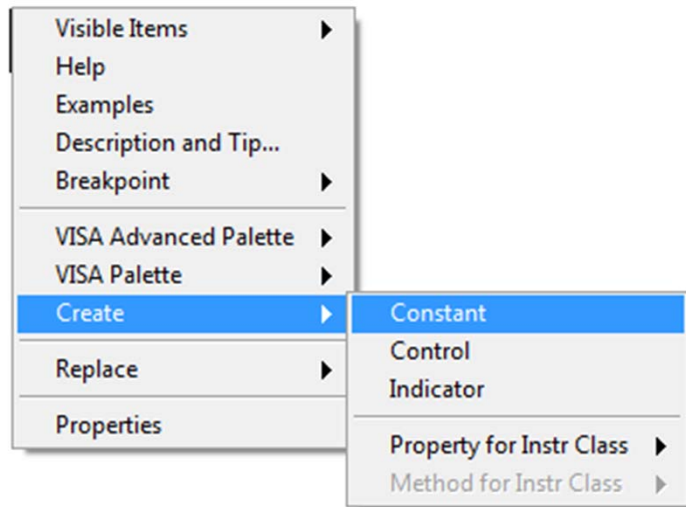 Visible Items
Help
Examples
Description and Tip...
Breakpoint
VISA Advanced Palette
VISA Palette
Create
Replace
Properties
Constant
Control
Indicator
Property for Instr Class
Method for Instr Class